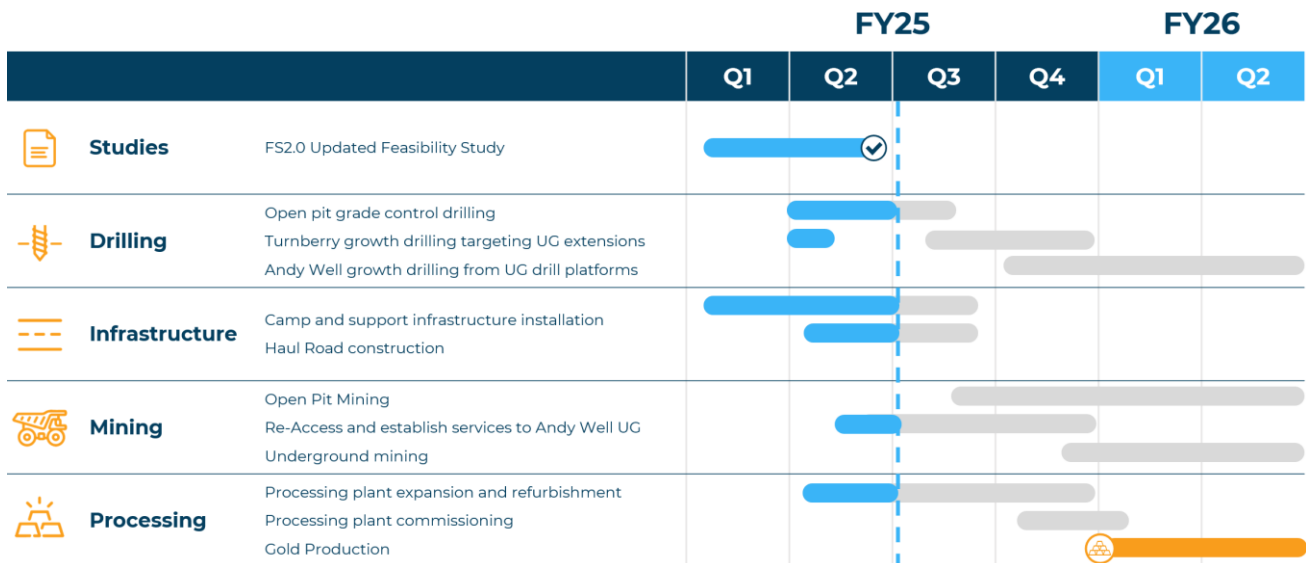 FY25 FY26
Q1 Q2 Q3 Q4 Q1 Q2
Studies FS2.0 Updated Feasibility Study
Open pit grade control drilling
Drilling Turnberry growth drilling targeting UG extensions
Andy Well growth drilling from UG drill platforms
Camp and support infrastructure installation
Infrastructure
Haul Road construction
Open Pit Mining
Mining Re-Access and establish services to Andy Well UG
Underground mining
Processing plant expansion and refurbishment
Processing Processing plant commissioning
Gold Production